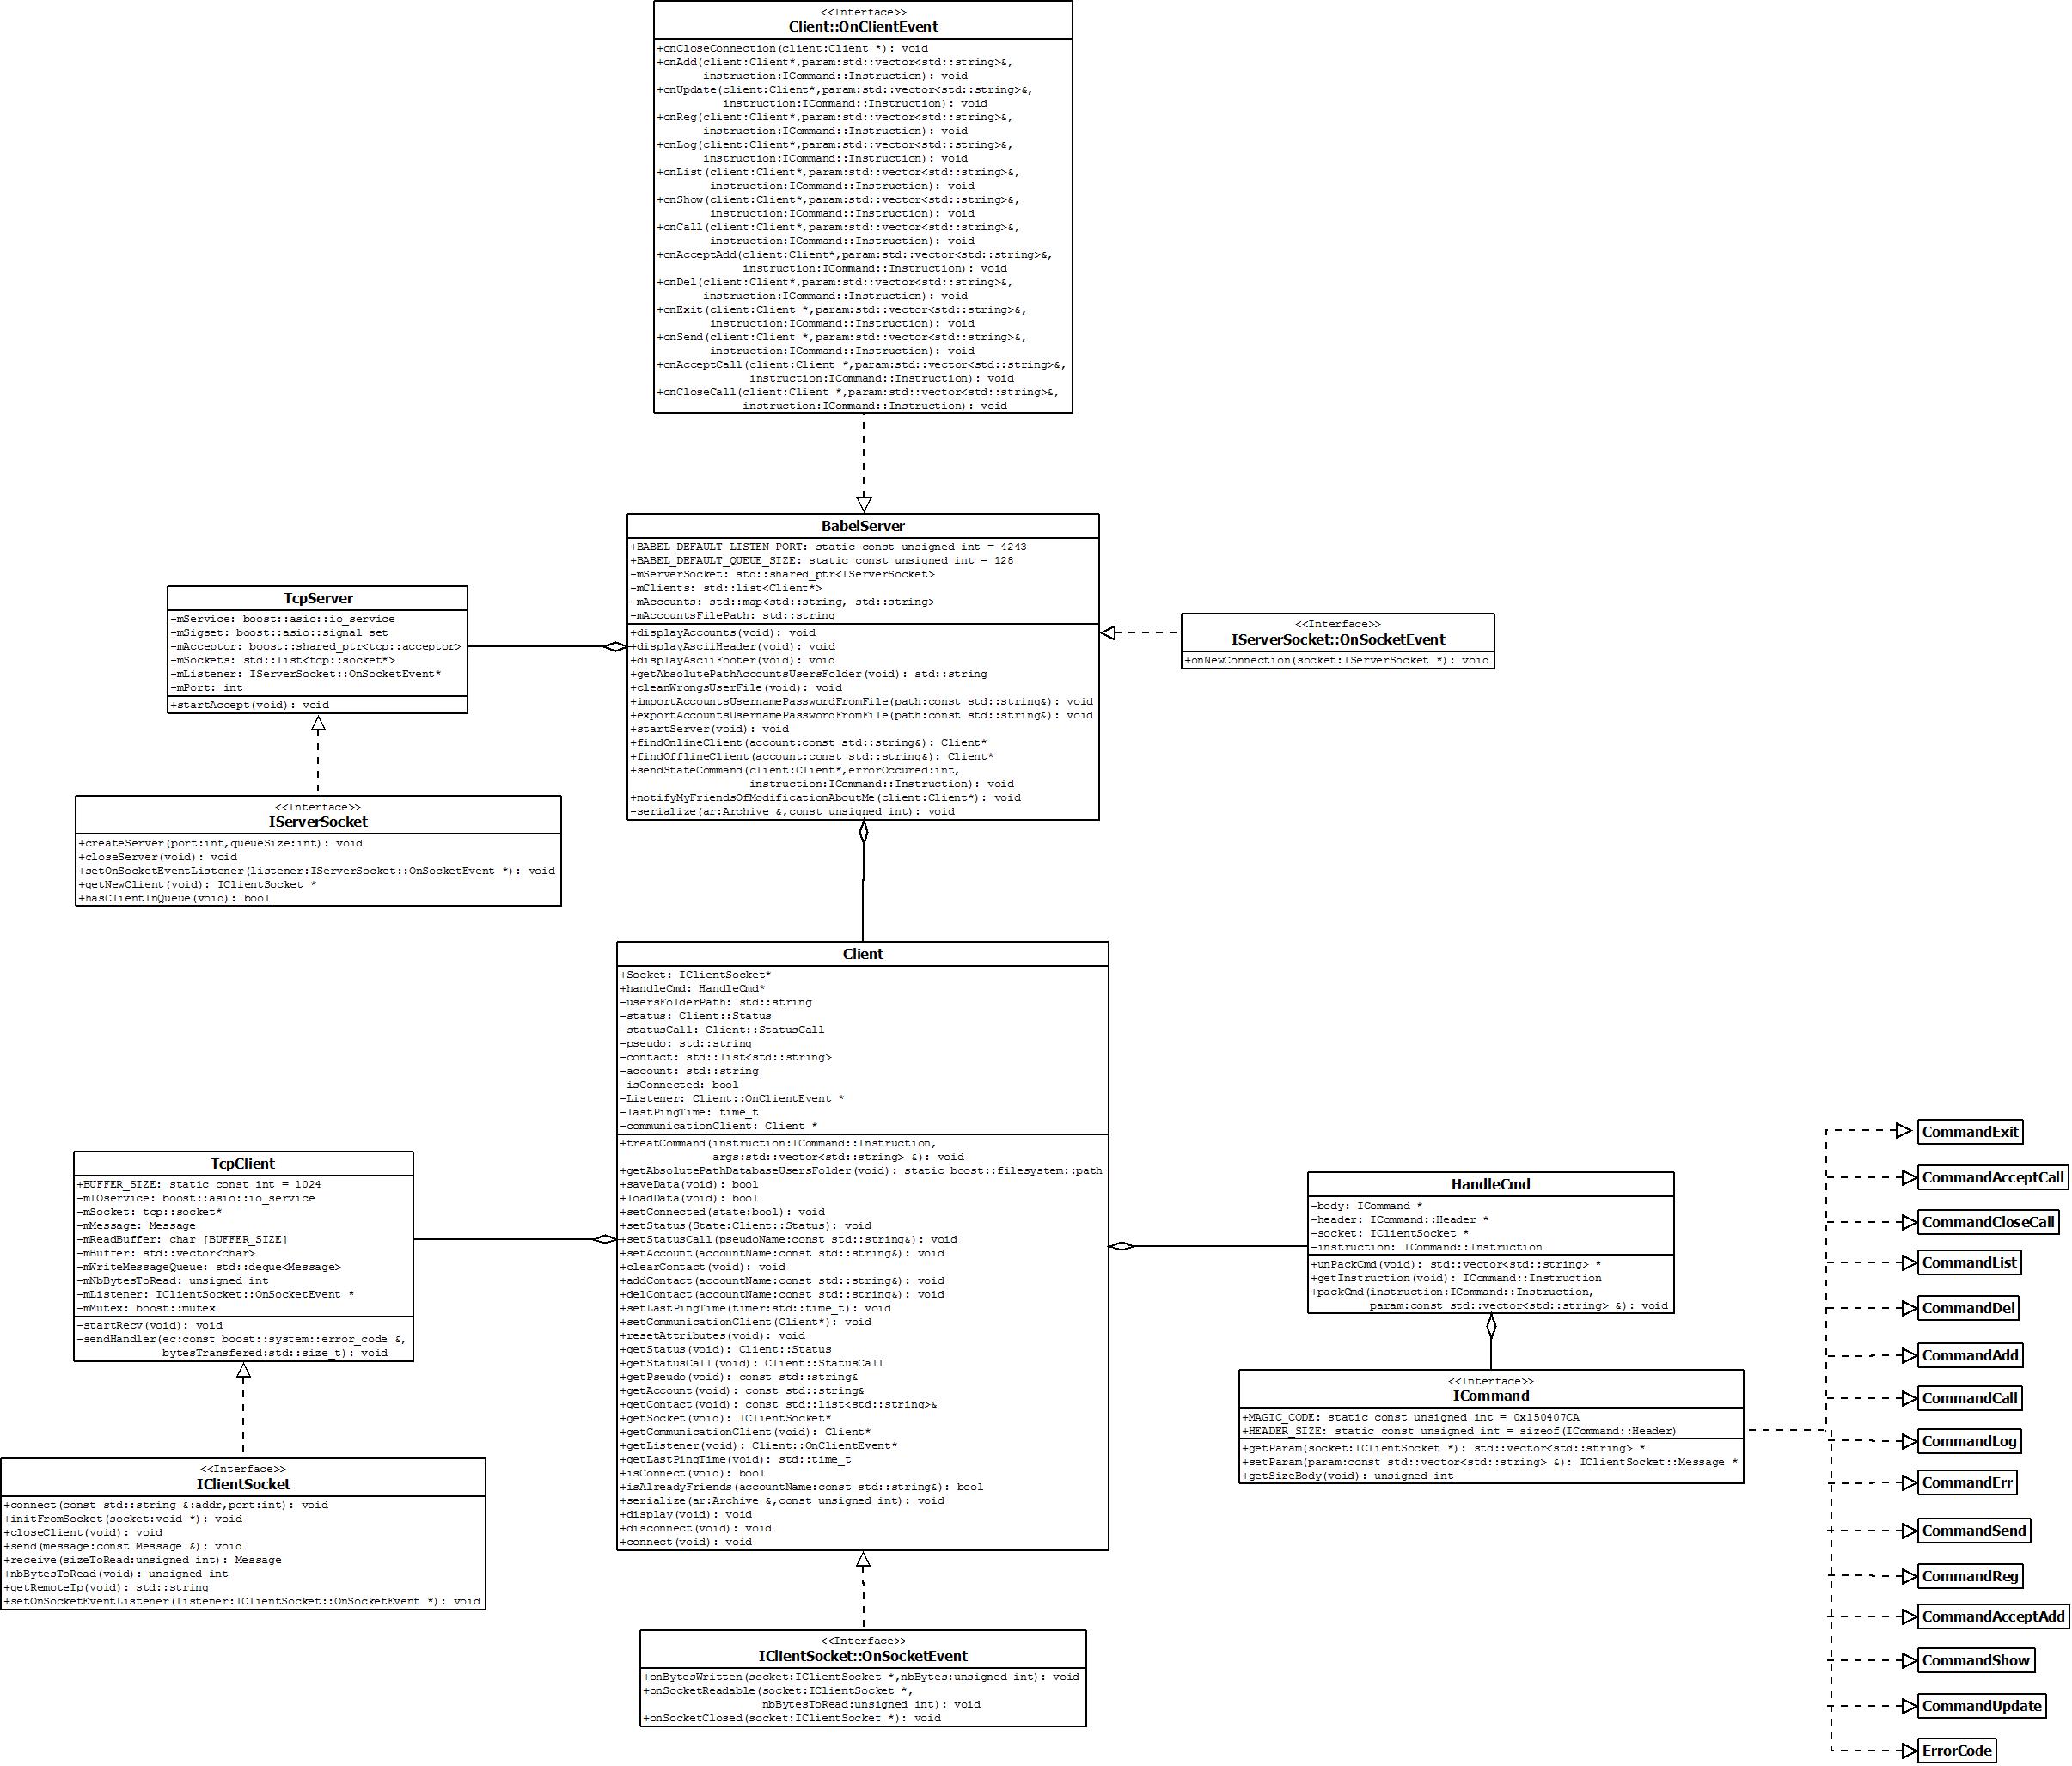 <<Interface>>
Client::OnClientEvent
+onCloseConnection(client:Client *): void
+onAdd(client:Client*,param:std::vector<std::string>&,
instruction:ICommand::Instruction): void
+onUpdate(client:Client*,param:std::vector<std::string>&,
instruction:ICommand::Instruction): void
+onReg(client:Client*,param:std::vector<std::string>&,
instruction:ICommand::Instruction): void
+onLog(client:Client*,param:std::vector<std::string>&,
instruction:ICommand::Instruction): void
+onList(client:Client*,param:std::vector<std::string>&,
instruction:ICommand::Instruction): void
+onShow(client:Client*,param:std::vector<std::string>&,
instruction:ICommand::Instruction): void
+onCall(client:Client*,param:std::vector<std::string>&,
instruction:ICommand::Instruction): void
+onAcceptAdd(client:Client*,param:std::vector<std::string>&,
instruction:ICommand::Instruction): void
+onDel(client:Client*,param:std::vector<std::string>&,
instruction:ICommand::Instruction): void
+onExit(client:Client *,param:std::vector<std::string>&,
instruction:ICommand::Instruction): void
+onSend(client:Client *,param:std::vector<std::string>&,
instruction:ICommand::Instruction): void
+onAcceptCall(client:Client *,param:std::vector<std::string>&,
instruction:ICommand::Instruction): void
+onCloseCall(client:Client *,param:std::vector<std::string>&,
instruction:ICommand::Instruction): void
BabelServer
+BABEL_DEFAULT_LISTEN_PORT: static const unsigned int = 4243
+BABEL_DEFAULT_QUEUE_SIZE: static const unsigned int = 128
-mServerSocket: std::shared_ptr<IServerSocket>
-mClients: std::list<Client*>
-mAccounts: std::map<std::string, std::string>
-mAccountsFilePath: std::string
+displayAccounts(void): void
+displayAsciiHeader(void): void
+displayAsciiFooter(void): void
+getAbsolutePathAccountsUsersFolder(void): std::string
+cleanWrongsUserFile(void): void
+importAccountsUsernamePasswordFromFile(path:const std::string&): void
+exportAccountsUsernamePasswordFromFile(path:const std::string&): void
+startServer(void): void
+findOnlineClient(account:const std::string&): Client*
+findOfflineClient(account:const std::string&): Client*
+sendStateCommand(client:Client*,errorOccured:int,
instruction:ICommand::Instruction): void
+notifyMyFriendsOfModificationAboutMe(client:Client*): void
-serialize(ar:Archive &,const unsigned int): void
TcpServer
-mService: boost::asio::io_service
-mSigset: boost::asio::signal_set
-mAcceptor: boost::shared_ptr<tcp::acceptor>
-mSockets: std::list<tcp::socket*>
-mListener: IServerSocket::OnSocketEvent*
-mPort: int
+startAccept(void): void
<<Interface>>
IServerSocket::OnSocketEvent
+onNewConnection(socket:IServerSocket *): void
<<Interface>>
IServerSocket
+createServer(port:int,queueSize:int): void
+closeServer(void): void
+setOnSocketEventListener(listener:IServerSocket::OnSocketEvent *): void
+getNewClient(void): IClientSocket *
+hasClientInQueue(void): bool
Client
+Socket: IClientSocket*
+handleCmd: HandleCmd*
-usersFolderPath: std::string
-status: Client::Status
-statusCall: Client::StatusCall
-pseudo: std::string
-contact: std::list<std::string>
-account: std::string
-isConnected: bool
-Listener: Client::OnClientEvent *
-lastPingTime: time_t
-communicationClient: Client *
+treatCommand(instruction:ICommand::Instruction,
args:std::vector<std::string> &): void
+getAbsolutePathDatabaseUsersFolder(void): static boost::filesystem::path
+saveData(void): bool
+loadData(void): bool
+setConnected(state:bool): void
+setStatus(State:Client::Status): void
+setStatusCall(pseudoName:const std::string&): void
+setAccount(accountName:const std::string&): void
+clearContact(void): void
+addContact(accountName:const std::string&): void
+delContact(accountName:const std::string&): void
+setLastPingTime(timer:std::time_t): void
+setCommunicationClient(Client*): void
+resetAttributes(void): void
+getStatus(void): Client::Status
+getStatusCall(void): Client::StatusCall
+getPseudo(void): const std::string&
+getAccount(void): const std::string&
+getContact(void): const std::list<std::string>&
+getSocket(void): IClientSocket*
+getCommunicationClient(void): Client*
+getListener(void): Client::OnClientEvent*
+getLastPingTime(void): std::time_t
+isConnect(void): bool
+isAlreadyFriends(accountName:const std::string&): bool
+serialize(ar:Archive &,const unsigned int): void
+display(void): void
+disconnect(void): void
+connect(void): void
TcpClient
+BUFFER_SIZE: static const int = 1024
-mIOservice: boost::asio::io_service
-mSocket: tcp::socket*
-mMessage: Message
-mReadBuffer: char [BUFFER_SIZE]
-mBuffer: std::vector<char>
-mWriteMessageQueue: std::deque<Message>
-mNbBytesToRead: unsigned int
-mListener: IClientSocket::OnSocketEvent *
-mMutex: boost::mutex
-startRecv(void): void
-sendHandler(ec:const boost::system::error_code &,
bytesTransfered:std::size_t): void
<<Interface>>
IClientSocket
+connect(const std::string &:addr,port:int): void
+initFromSocket(socket:void *): void
+closeClient(void): void
+send(message:const Message &): void
+receive(sizeToRead:unsigned int): Message
+nbBytesToRead(void): unsigned int
+getRemoteIp(void): std::string
+setOnSocketEventListener(listener:IClientSocket::OnSocketEvent *): void
<<Interface>>
IClientSocket::OnSocketEvent
+onBytesWritten(socket:IClientSocket *,nbBytes:unsigned int): void
+onSocketReadable(socket:IClientSocket *,
nbBytesToRead:unsigned int): void
+onSocketClosed(socket:IClientSocket *): void
HandleCmd
-body: ICommand *
-header: ICommand::Header *
-socket: IClientSocket *
-instruction: ICommand::Instruction
+unPackCmd(void): std::vector<std::string> *
+getInstruction(void): ICommand::Instruction
+packCmd(instruction:ICommand::Instruction,
param:const std::vector<std::string> &): void
<<Interface>>
ICommand
+MAGIC_CODE: static const unsigned int = 0x150407CA
+HEADER_SIZE: static const unsigned int = sizeof(ICommand::Header)
+getParam(socket:IClientSocket *): std::vector<std::string> *
+setParam(param:const std::vector<std::string> &): IClientSocket::Message *
+getSizeBody(void): unsigned int
CommandExit
CommandAcceptCall
CommandCloseCall
CommandList
CommandDel
CommandAdd
CommandCall
CommandLog
CommandErr
CommandSend
CommandReg
CommandAcceptAdd
CommandShow
CommandUpdate
ErrorCode